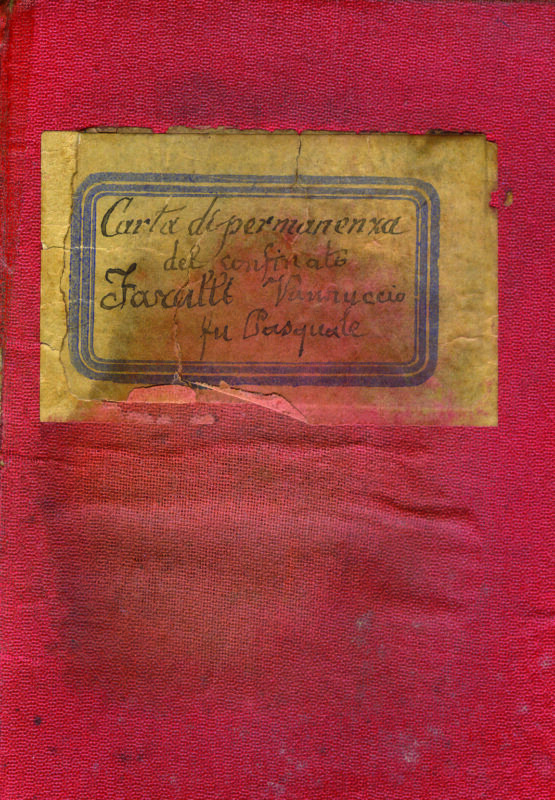 Carta di permanenza
del confinato
Farulli Vannuccio
fu Pasquale